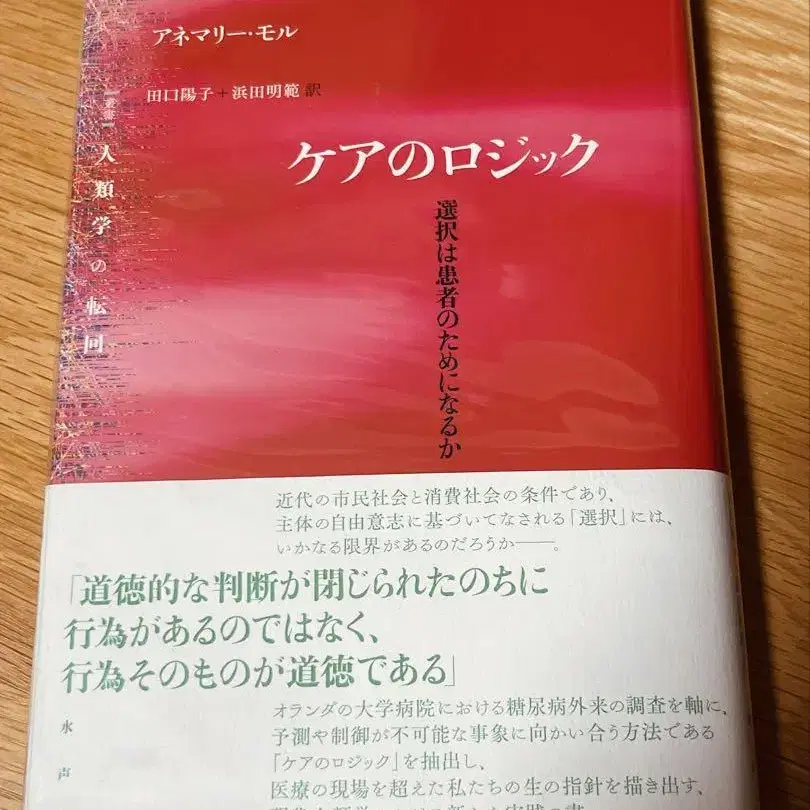 アネマリー・モル
田口陽子+浜田明範 訳
【叢書】人類学の転回
ケアのロジック
選択は患者のためになるか
近代の市民社会と消費社会の条件であり、
主体の自由意志に基づいてなされる「選択」には、
いかなる限界があるのだろうか――。
「道徳的な判断が閉じられたのちに
行為があるのではなく、
行為そのものが道徳である」
オランダの大学病院における糖尿病外来の調査を軸に、
予測や制御が不可能な事象に向かい合う方法である
「ケアのロジック」を抽出し、
医療の現場を超えた私たちの生の指針を描き出す、
水声